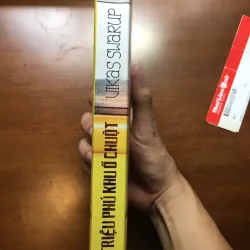 VIKAS SWARUP
TRIỆU PHÚ KHU Ổ CHUỘT